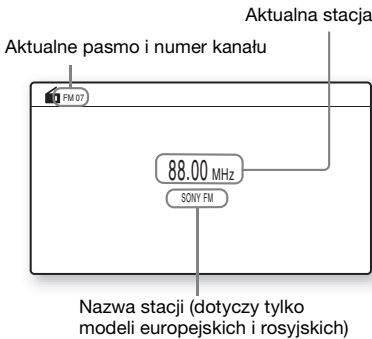 Aktualna stacja
Aktualne pasmo i numer kanału
FM 07
88.00 MHz
SONY FM
Nazwa stacji (dotyczy tylko
modeli europejskich i rosyjskich)